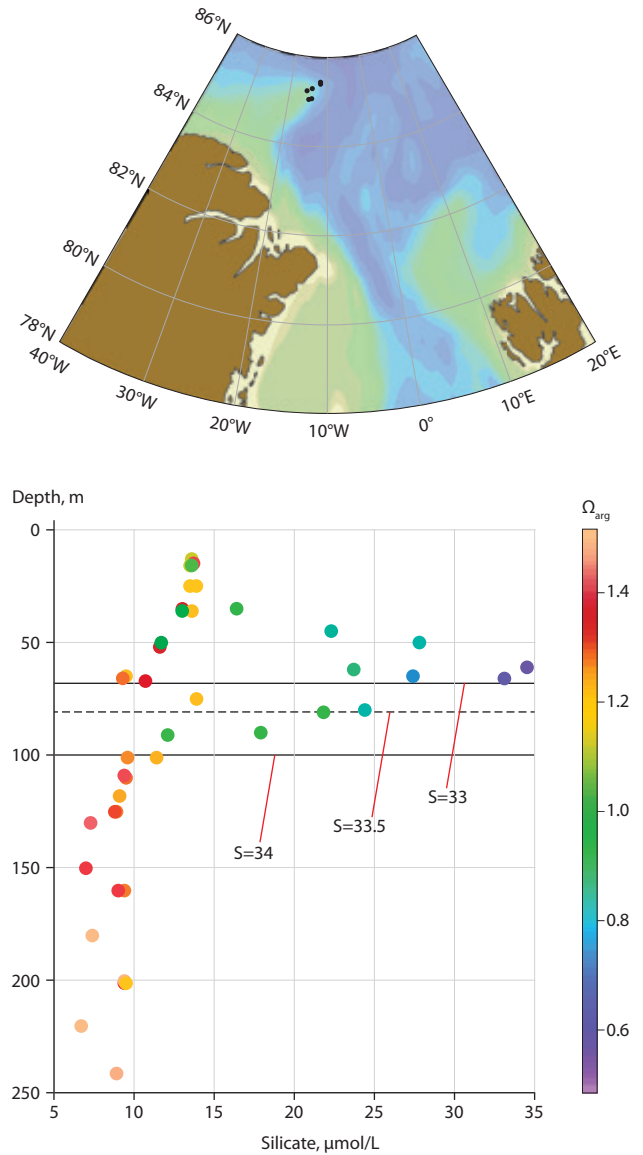 86°N
84°N
82°N
80°N
78°N
40°W
30°W
20°W
10°W
0°
10°E
20°E
Depth, m
Ωarg
0
50
100
150
200
250
S=33
S=33.5
S=34
1.4
1.2
1.0
0.8
0.6
5 10 15 20 25 30 35
Silicate, μmol/L